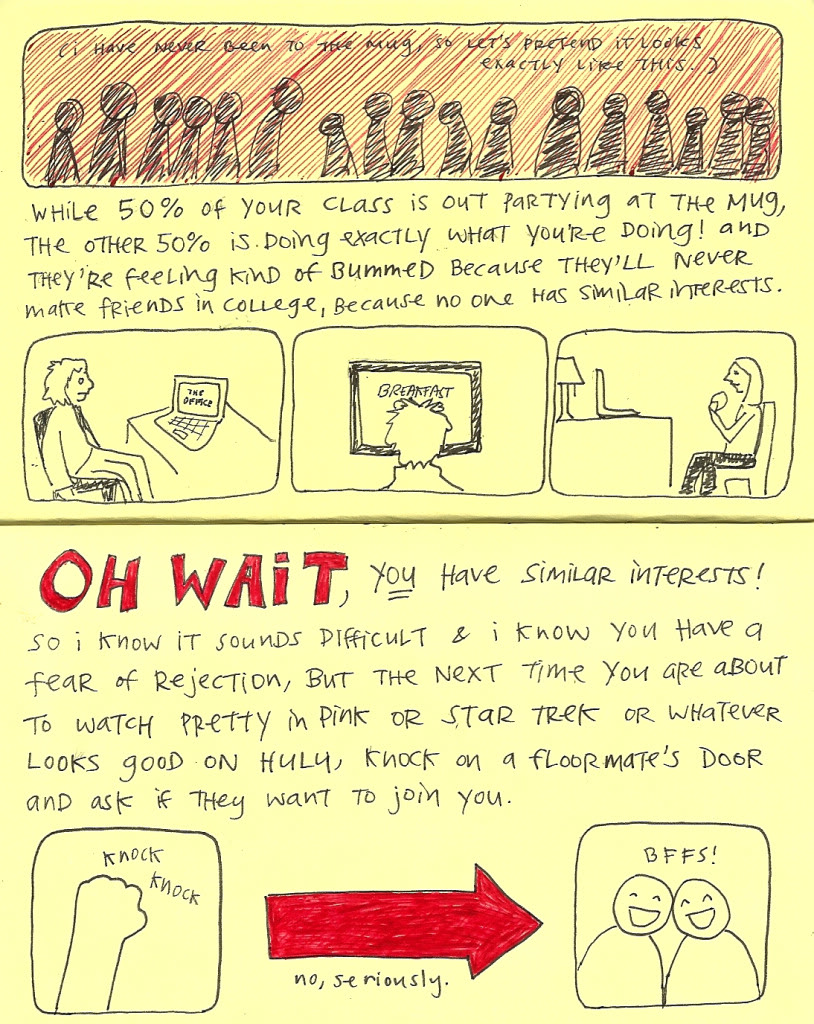 (i HAVE NEVER BEEN TO THE MUG, SO LET'S PRETEND IT LOOKS
EXACTLY LIKE THIS.)
WHILE 50% OF YOUR CLASS IS OUT PARTYING AT THE MUG,
THE OTHER 50% IS DOING EXACTLY WHAT YOU'RE DOING! AND
THEY'RE FEELING KIND OF BUMMED BECAUSE THEY'LL NEVER
MAKE FRIENDS IN COLLEGE, BECAUSE NO ONE HAS SIMILAR INTERESTS.
THE
OFFICE
BREAKFAST
OH WAIT, YOU HAVE SIMILAR INTERESTS!
SO i KNOW IT SOUNDS DIFFICULT & i KNOW YOU HAVE A
FEAR OF REJECTION, BUT THE NEXT TIME YOU ARE ABOUT
TO WATCH PRETTY IN PINK OR STAR TREK OR WHATEVER
LOOKS GOOD ON HULU, KNOCK ON A FLOORMATE'S DOOR
AND ASK IF THEY WANT TO JOIN YOU.
KNOCK
KNOCK
BFFS!
no, seriously.